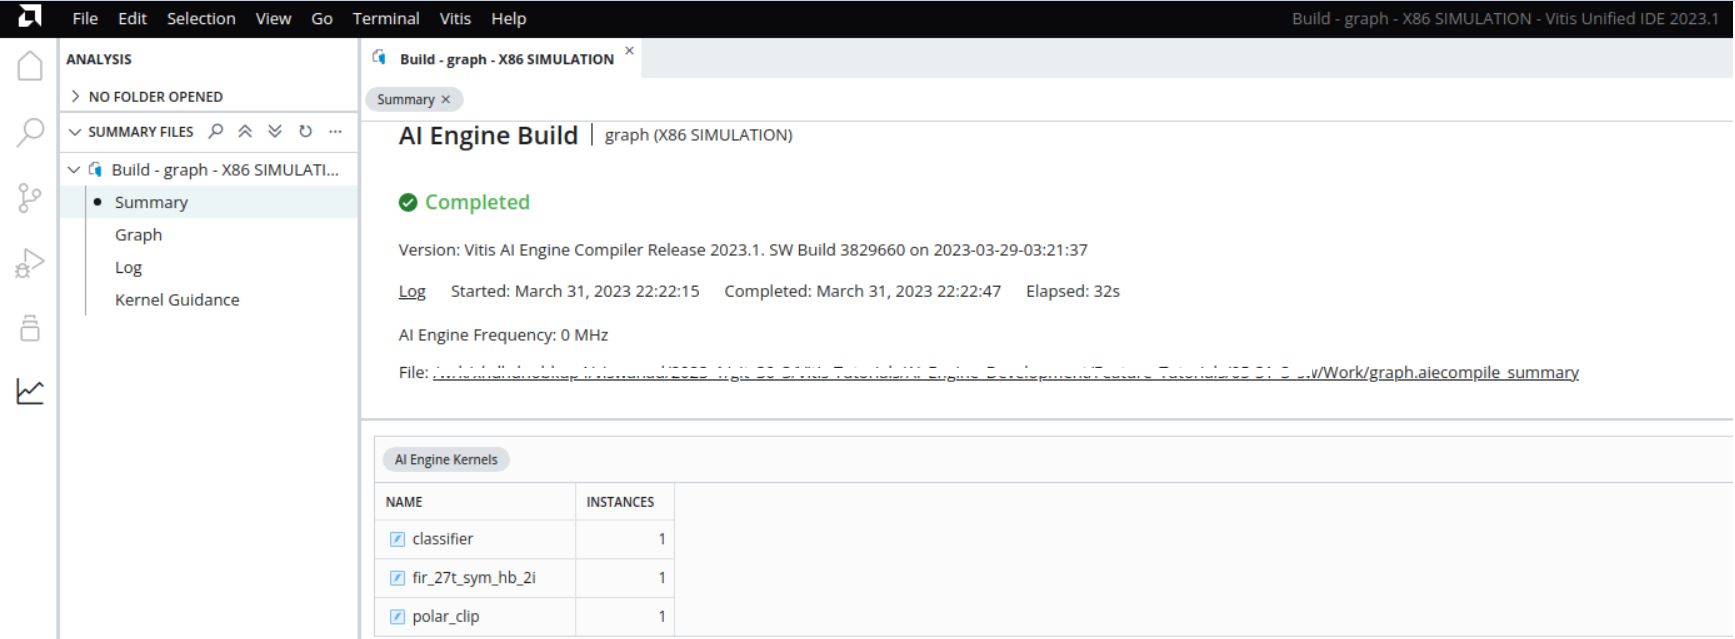 File Edit Selection View Go Terminal Vitis Help Build - graph - X86 SIMULATION - Vitis Unified IDE 2023.1
ANALYSIS
NO FOLDER OPENED
SUMMARY FILES
Build - graph - X86 SIMULATI...
Summary
Graph
Log
Kernel Guidance
Build - graph - X86 SIMULATION
Summary
AI Engine Build | graph (X86 SIMULATION)
Completed
Version: Vitis AI Engine Compiler Release 2023.1. SW Build 3829660 on 2023-03-29-03:21:37
Log Started: March 31, 2023 22:22:15 Completed: March 31, 2023 22:22:47 Elapsed: 32s
AI Engine Frequency: 0 MHz
File: /Work/graph.aiecompile_summary
AI Engine Kernels
NAME INSTANCES
classifier 1
fir_27t_sym_hb_2i 1
polar_clip 1